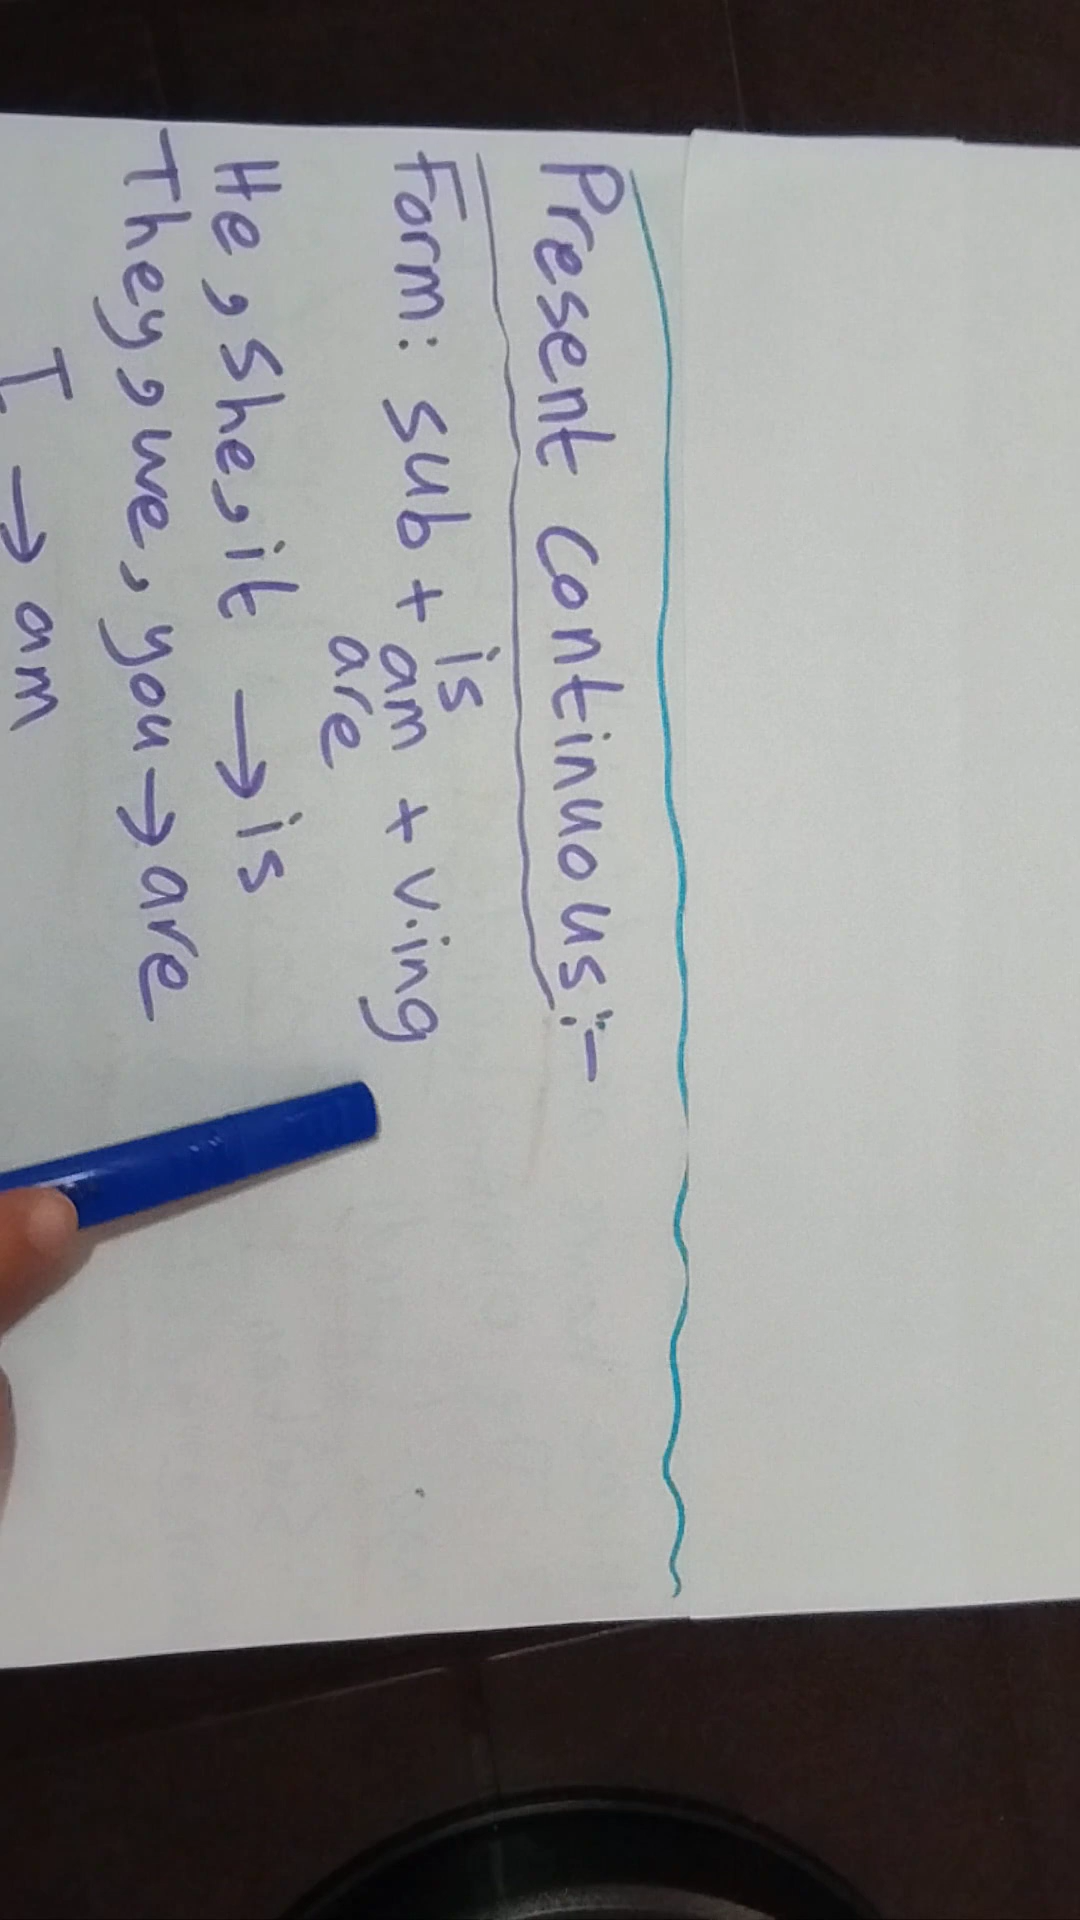 Present Continuous:-
Form: Sub + is am are + v.ing
He, She, it → is
They, we, you → are
I → am